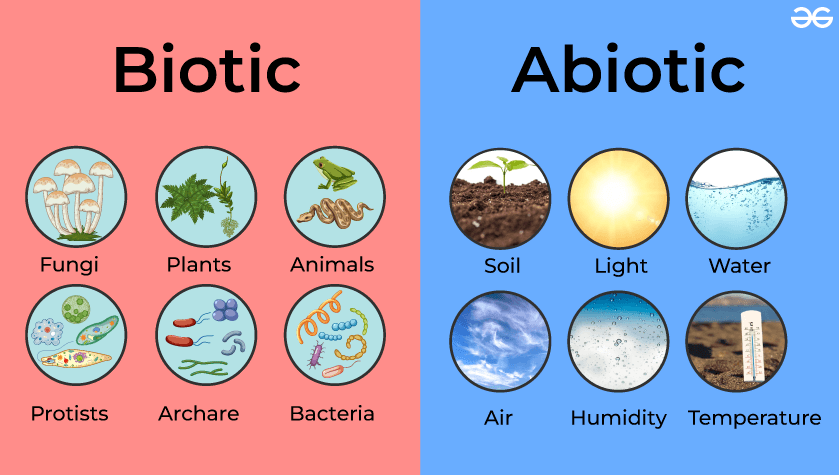 Biotic
Abiotic
Fungi
Plants
Animals
Soil
Light
Water
Protists
Archare
Bacteria
Air
Humidity
Temperature